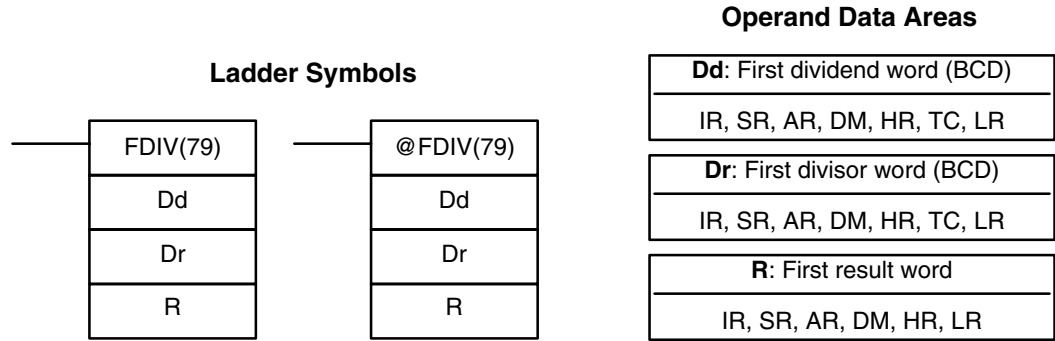 Ladder Symbols
FDIV(79)
Dd
Dr
R
@FDIV(79)
Dd
Dr
R
Operand Data Areas
Dd: First dividend word (BCD)
IR, SR, AR, DM, HR, TC, LR
Dr: First divisor word (BCD)
IR, SR, AR, DM, HR, TC, LR
R: First result word
IR, SR, AR, DM, HR, LR